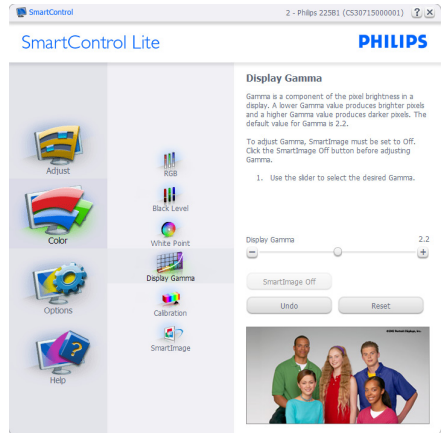 SmartControl
2 - Philips 225B1 (CS30715000001)
SmartControl Lite
PHILIPS
Adjust
Color
Options
Help
RGB
Black Level
White Point
Display Gamma
Calibration
SmartImage
Display Gamma
Gamma is a component of the pixel brightness in a
display. A lower Gamma value produces brighter pixels
and a higher Gamma value produces darker pixels. The
default value for Gamma is 2.2.
To adjust Gamma, SmartImage must be set to Off.
Click the SmartImage Off button before adjusting
Gamma.
1. Use the slider to select the desired Gamma.
Display Gamma
2.2
SmartImage Off
Undo
Reset